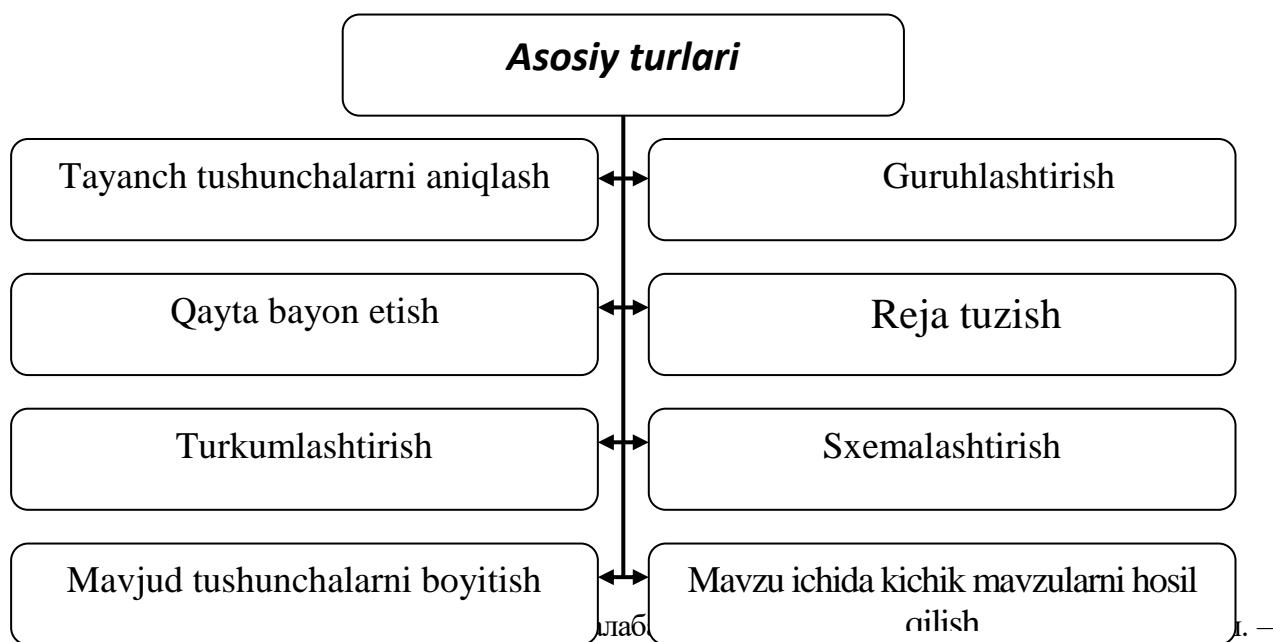 Asosiy turlari
Tayanch tushunchalarni aniqlash
Guruhlashtirish
Qayta bayon etish
Reja tuzish
Turkumlashtirish
Sxemalashtirish
Mavjud tushunchalarni boyitish
Mavzu ichida kichik mavzularni hosil
qilish